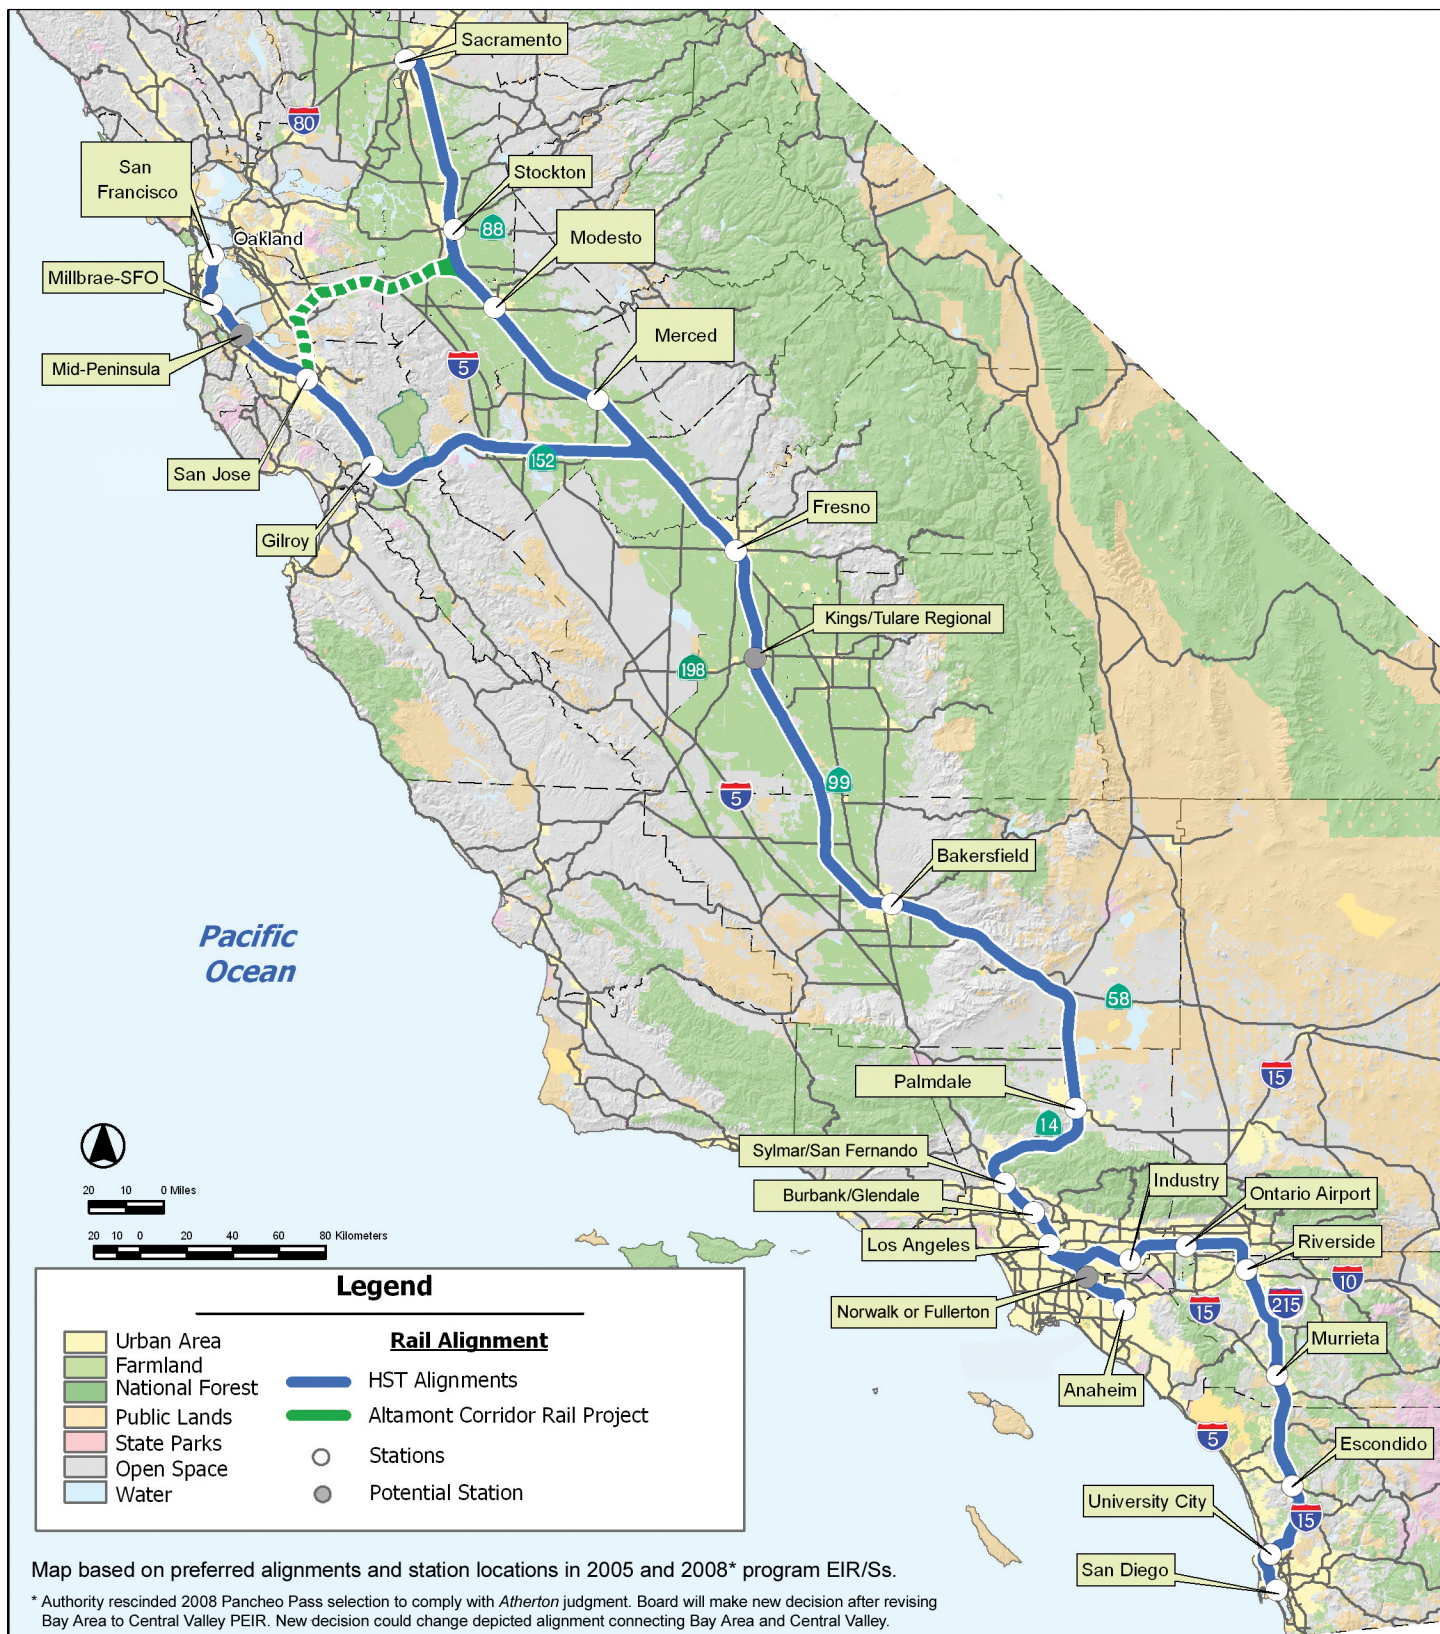 Sacramento
80
San
Francisco
Stockton
88
Oakland
Modesto
Millbrae-SFO
Merced
5
Mid-Peninsula
152
San Jose
Fresno
Gilroy
Kings/Tulare Regional
198
99
5
Bakersfield
Pacific
Ocean
58
15
Palmdale
14
Sylmar/San Fernando
Industry
Burbank/Glendale
Ontario Airport
Los Angeles
Riverside
10
Norwalk or Fullerton
15
215
Murrieta
Anaheim
5
Escondido
University City
15
San Diego
20 10 0 Miles
20 10 0 20 40 60 80 Kilometers
Legend
Urban Area
Farmland
National Forest
Public Lands
State Parks
Open Space
Water
Rail Alignment
HST Alignments
Altamont Corridor Rail Project
Stations
Potential Station
Map based on preferred alignments and station locations in 2005 and 2008* program EIR/Ss.
* Authority rescinded 2008 Pancheo Pass selection to comply with Atherton judgment. Board will make new decision after revising
Bay Area to Central Valley PEIR. New decision could change depicted alignment connecting Bay Area and Central Valley.